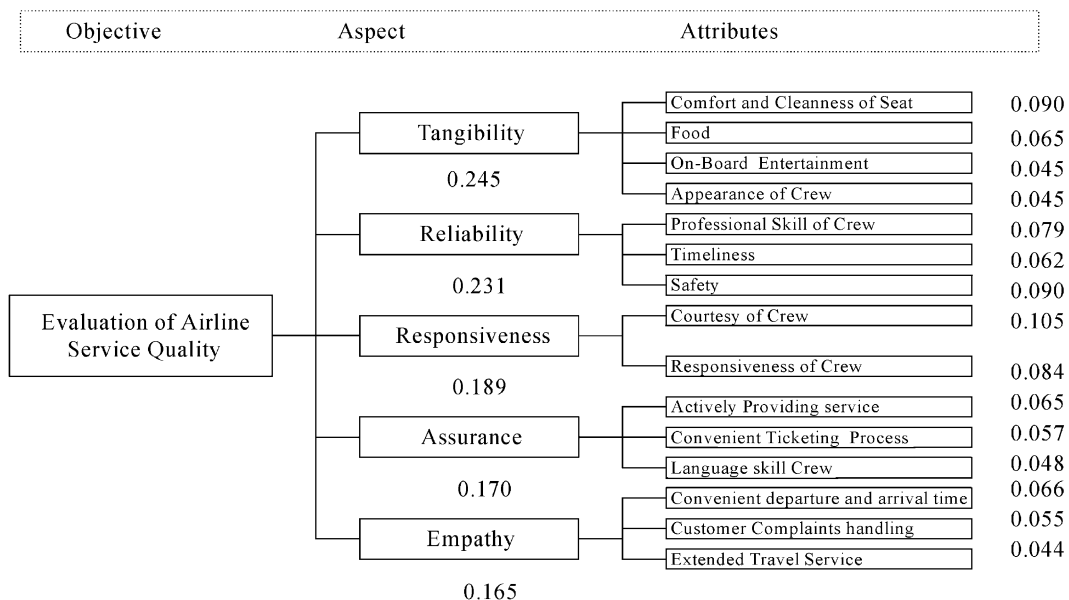 Objective Aspect Attributes
Evaluation of Airline
Service Quality
Tangibility
0.245
Reliability
0.231
Responsiveness
0.189
Assurance
0.170
Empathy
0.165
Comfort and Cleanness of Seat 0.090
Food 0.065
On-Board Entertainment 0.045
Appearance of Crew 0.045
Professional Skill of Crew 0.079
Timeliness 0.062
Safety 0.090
Courtesy of Crew 0.105
Responsiveness of Crew 0.084
Actively Providing service 0.065
Convenient Ticketing Process 0.057
Language skill Crew 0.048
Convenient departure and arrival time 0.066
Customer Complaints handling 0.055
Extended Travel Service 0.044